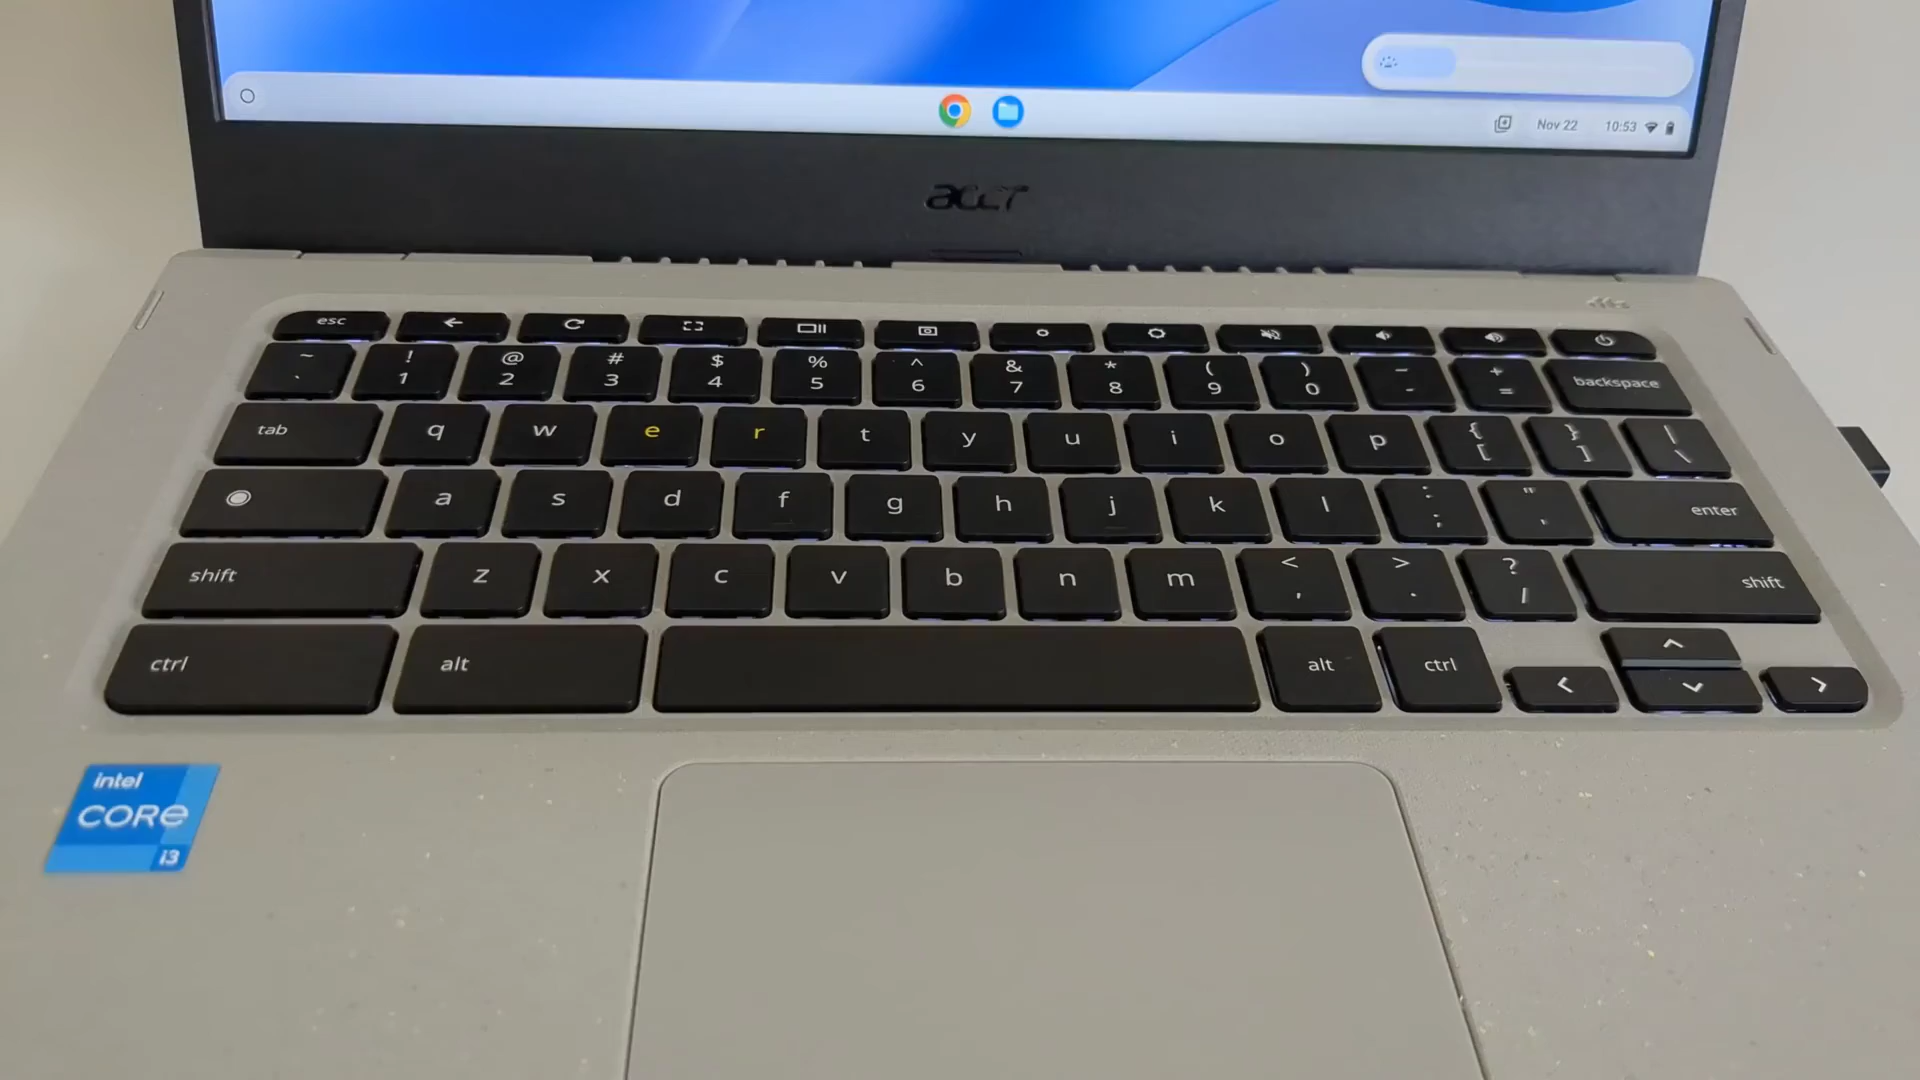 Nov 22 10:53
acer
esc
~ ! @ # $ % ^ & * ( ) _ +
` 1 2 3 4 5 6 7 8 9 0 - = backspace
tab q w e r t y u i o p { [ } ] | \
a s d f g h j k l : ; " ' enter
shift z x c v b n m < , > . ? / shift
ctrl alt alt ctrl
intel
CORE
i3